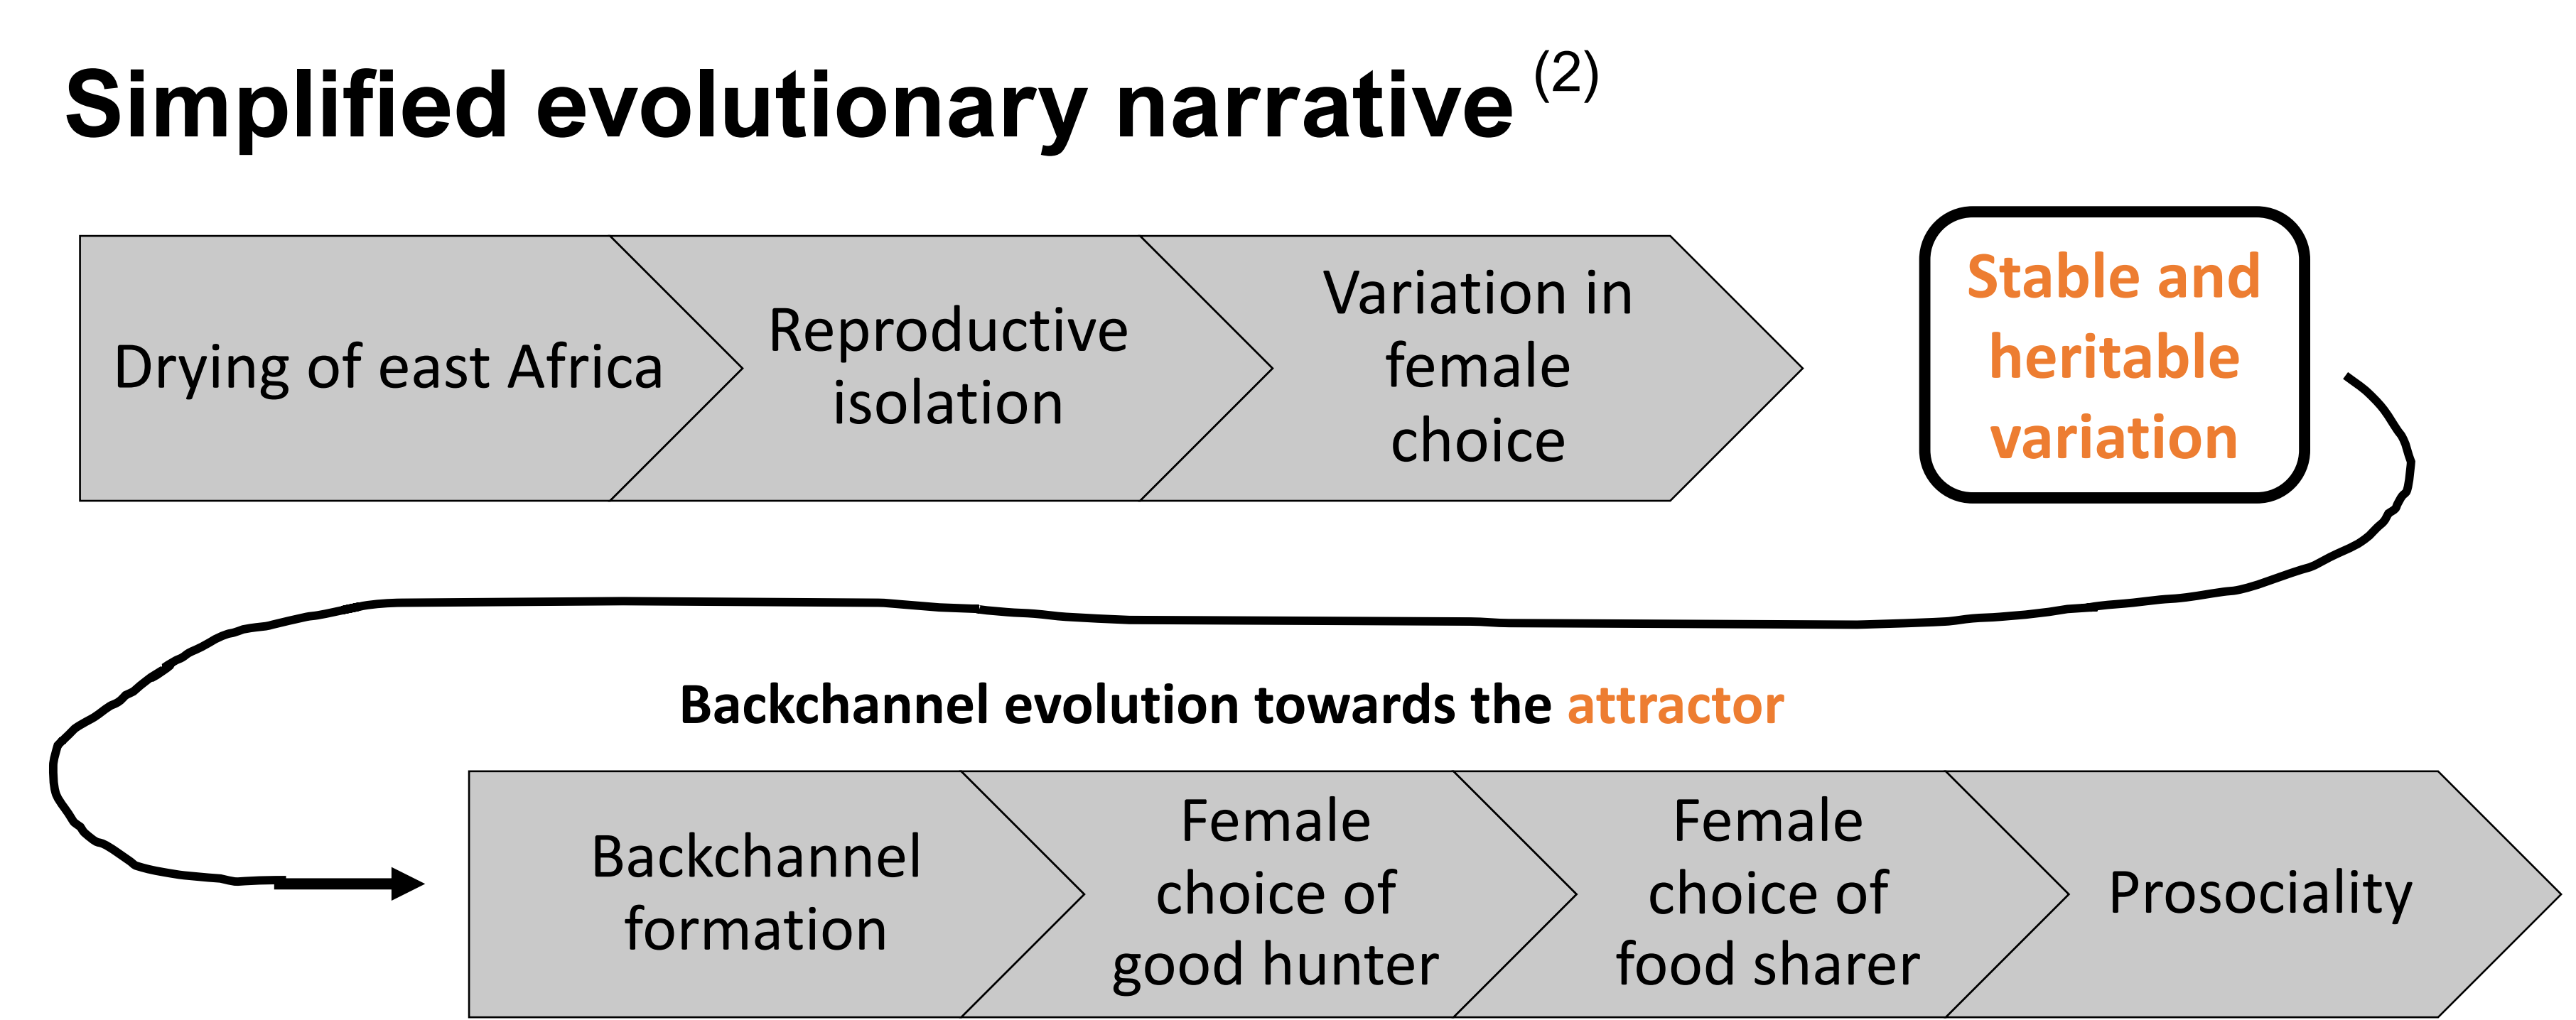 Simplified evolutionary narrative (2)
Drying of east Africa
Reproductive
isolation
Variation in
female
choice
Stable and
heritable
variation
Backchannel evolution towards the attractor
Backchannel
formation
Female
choice of
good hunter
Female
choice of
food sharer
Prosociality